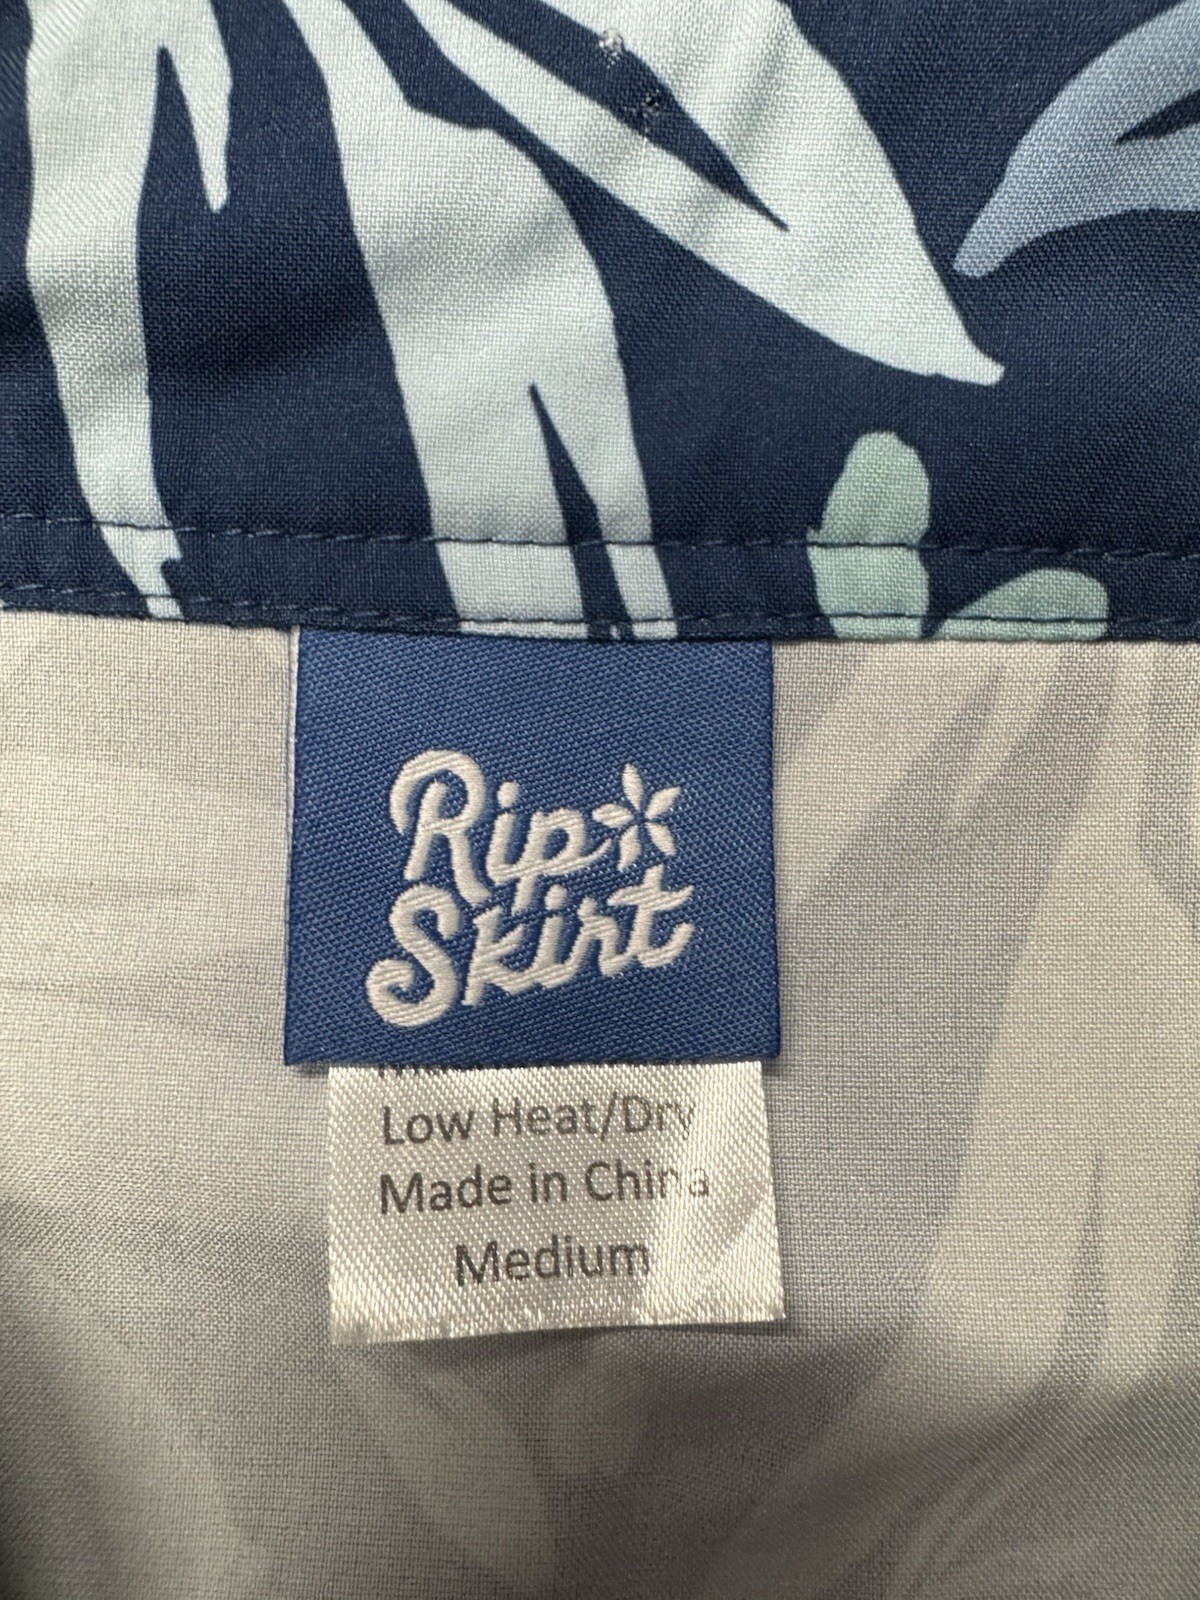 Rip
Skirt
Low Heat/Dry
Made in China
Medium